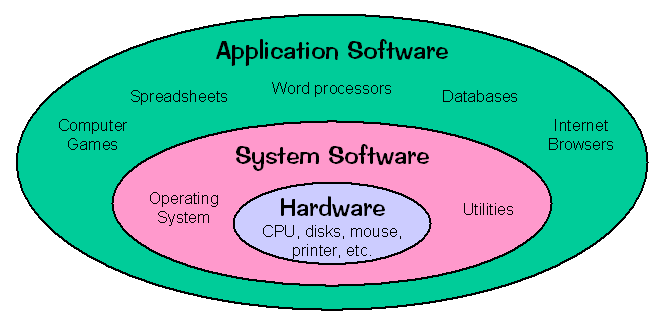 Application Software
Word processors
Spreadsheets
Databases
Computer
Games
Internet
Browsers
System Software
Operating
System
Utilities
Hardware
CPU, disks, mouse,
printer, etc.